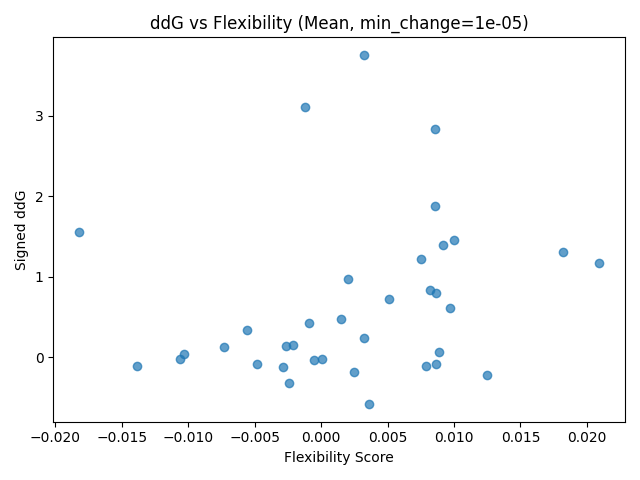 ddG vs Flexibility (Mean, min_change=1e-05)
3
2
1
0
Signed ddG
−0.020 −0.015 −0.010 −0.005 0.000 0.005 0.010 0.015 0.020
Flexibility Score